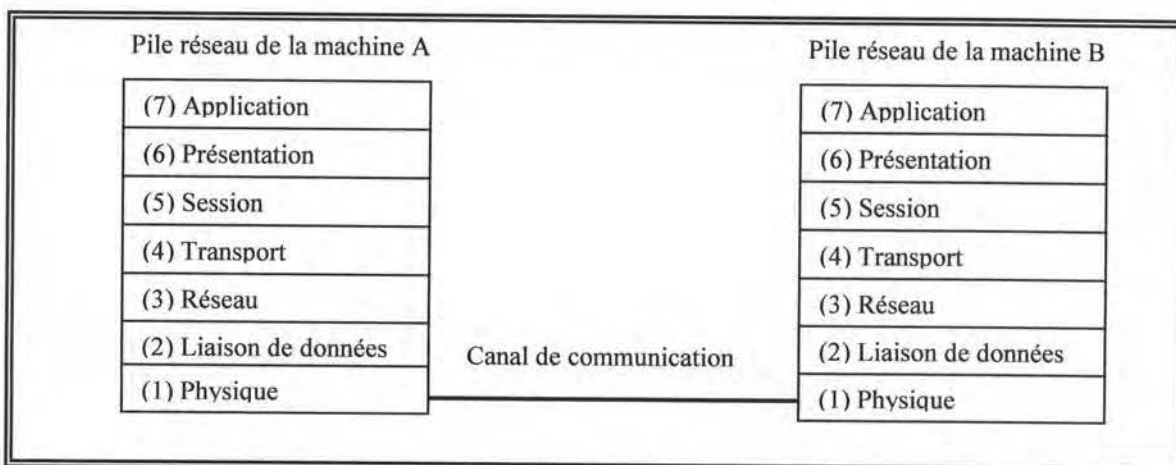 Pile réseau de la machine A
(7) Application
(6) Présentation
(5) Session
(4) Transport
(3) Réseau
(2) Liaison de données
(1) Physique
Canal de communication
Pile réseau de la machine B
(7) Application
(6) Présentation
(5) Session
(4) Transport
(3) Réseau
(2) Liaison de données
(1) Physique